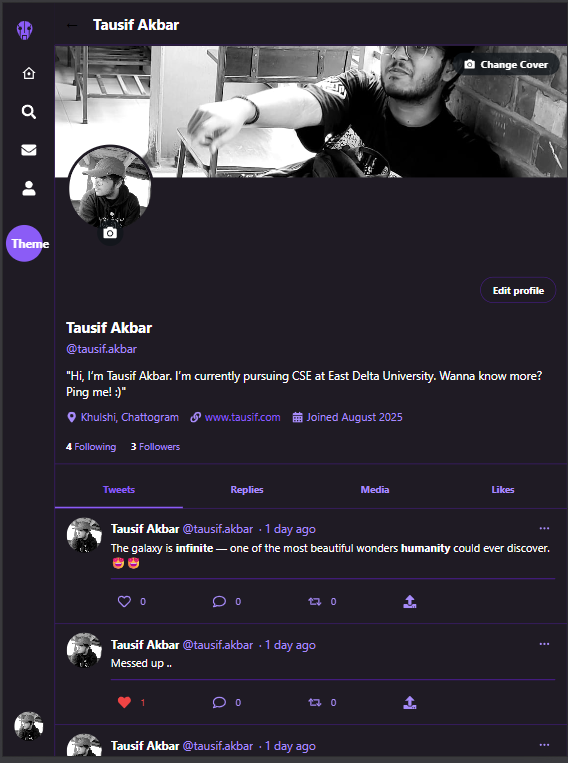 Tausif Akbar
Change Cover
Theme
Edit profile
Tausif Akbar
@tausif.akbar
"Hi, I'm Tausif Akbar. I'm currently pursuing CSE at East Delta University. Wanna know more?
Ping me! :)"
Khulshi, Chattogram www.tausif.com Joined August 2025
4 Following 3 Followers
Tweets Replies Media Likes
Tausif Akbar @tausif.akbar · 1 day ago
The galaxy is infinite — one of the most beautiful wonders humanity could ever discover.
🤩🤩
0 0 0
Tausif Akbar @tausif.akbar · 1 day ago
Messed up ..
1 0 0
Tausif Akbar @tausif.akbar · 1 day ago